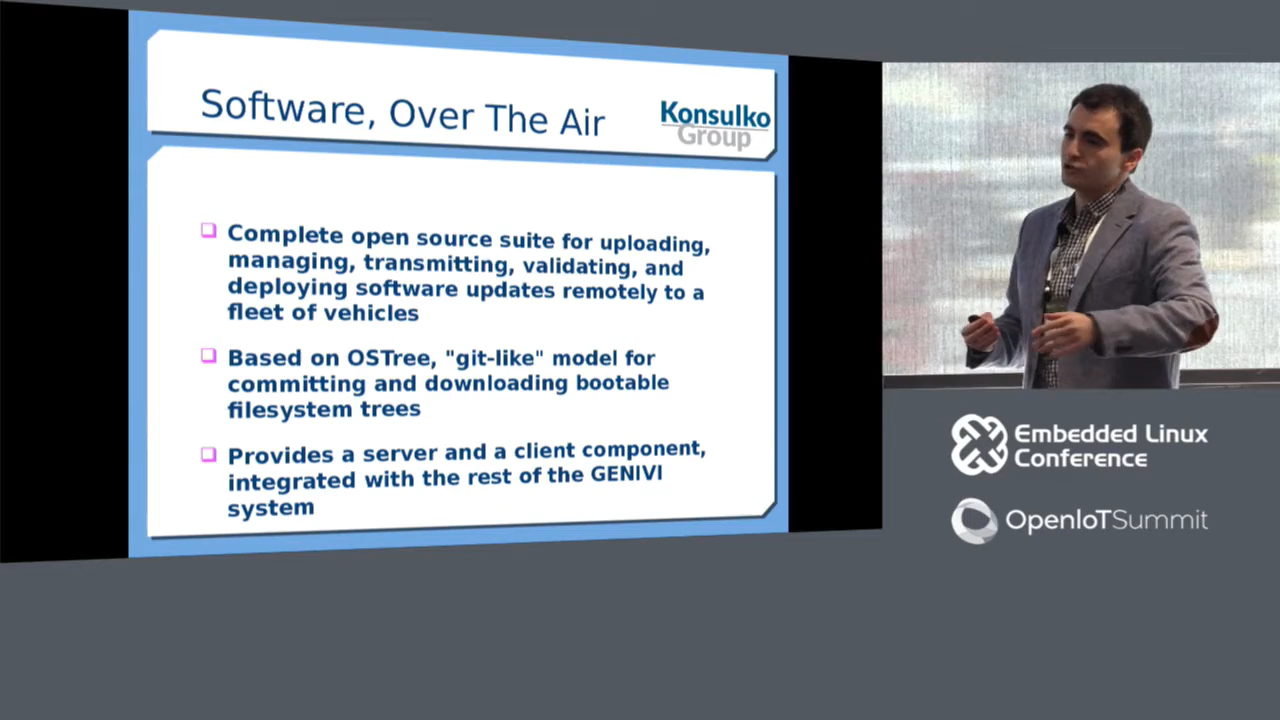 Software, Over The Air
Konsulko
Group
Complete open source suite for uploading,
managing, transmitting, validating, and
deploying software updates remotely to a
fleet of vehicles
Based on OSTree, "git-like" model for
committing and downloading bootable
filesystem trees
Provides a server and a client component,
integrated with the rest of the GENIVI
system
Embedded Linux
Conference
OpenIoTSummit